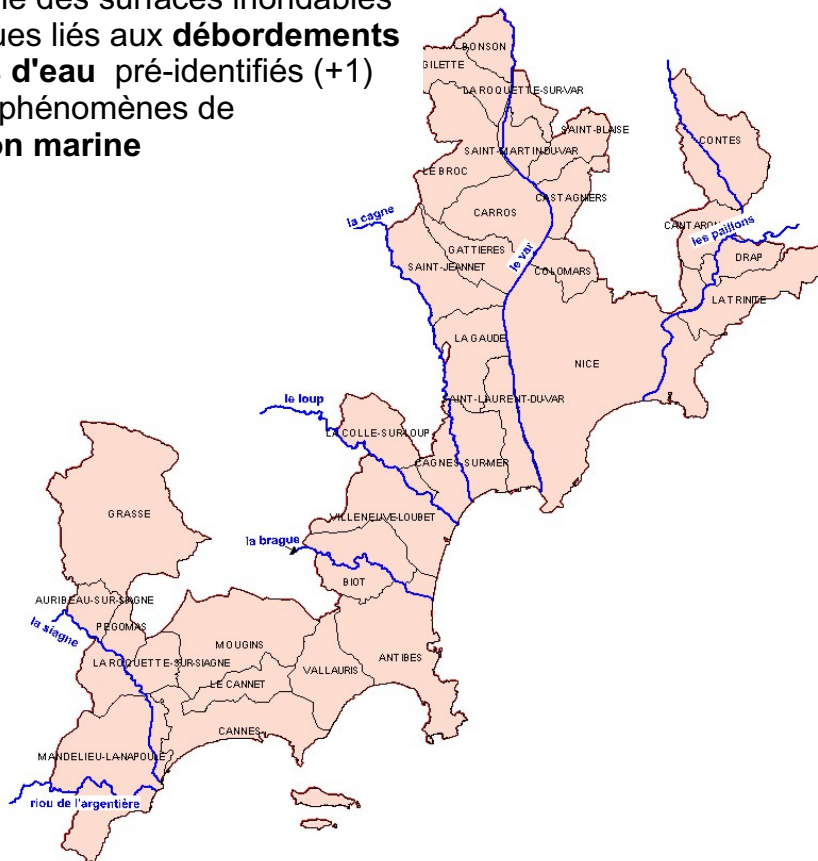 ne des surfaces inondables
ues liés aux débordements
s d'eau pré-identifiés (+1)
phénomènes de
on marine
BONSON
GILETTE
LA ROQUETTE-SUR-VAR
SAINT-BLAISE
CONTES
SAINT-MARTIN-DU-VAR
LE BROC
CASTAGNIERS
la cagne
CARROS
CANTARON
les paillons
GATTIERES
le var
DRAP
SAINT-JEANNET
COLOMARS
LA TRINITE
LA GAUDE
NICE
le loup
SAINT-LAURENT-DU-VAR
LA COLLE-SUR-LOUP
CAGNES-SUR-MER
GRASSE
VILLENEUVE-LOUBET
la brague
BIOT
AURIBEAU-SUR-SIAGNE
la siagne
PEGOMAS
MOUGINS
ANTIBES
LA ROQUETTE-SUR-SIAGNE
VALLAURIS
LE CANNET
CANNES
MANDELIEU-LA-NAPOULE
riou de l'argentière